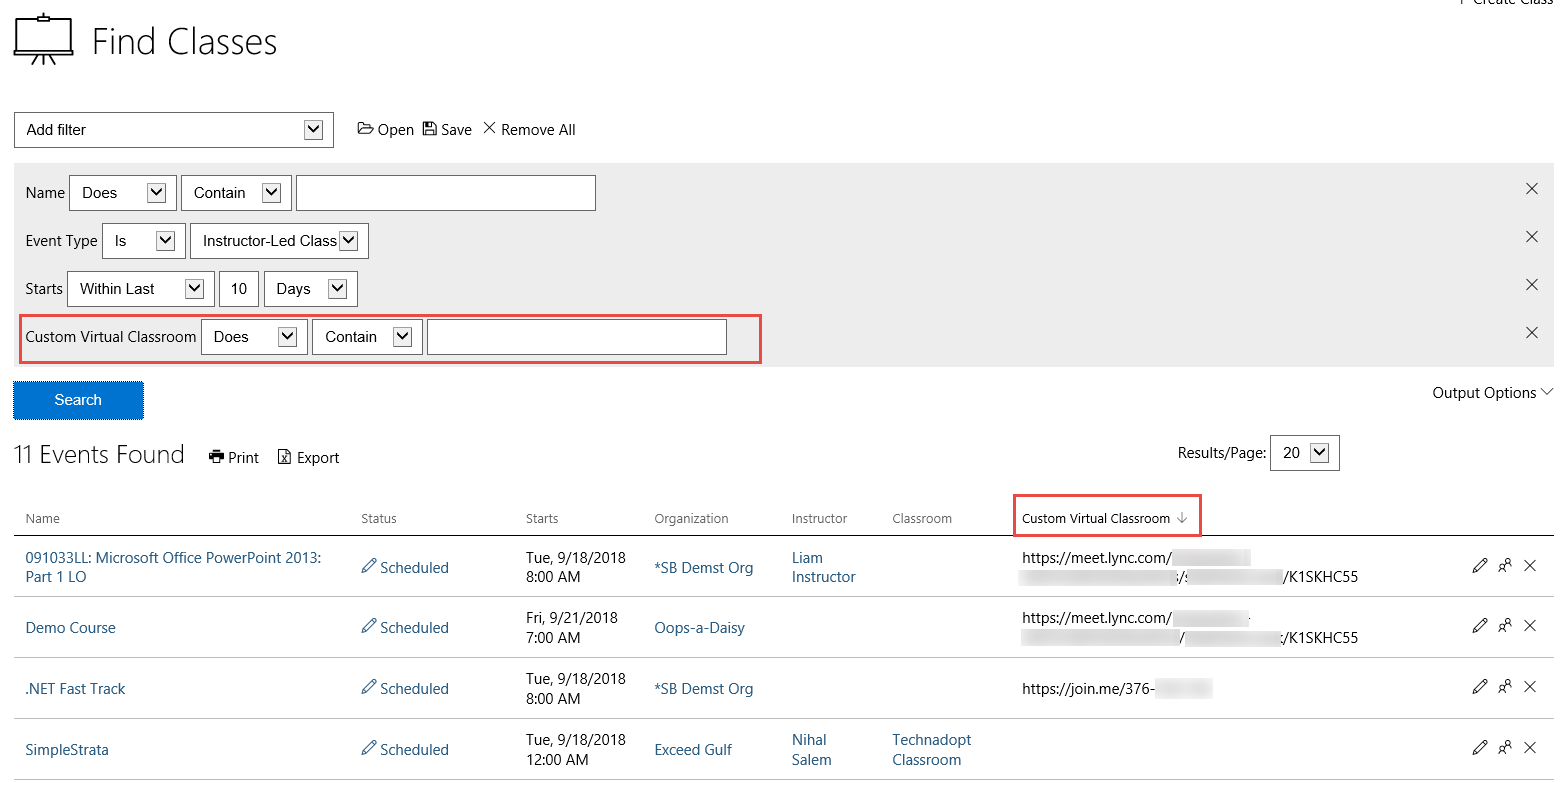 Create Class
Find Classes
Add filter
Open Save Remove All
Name Does Contain
Event Type Is Instructor-Led Class
Starts Within Last 10 Days
Custom Virtual Classroom Does Contain
Search
Output Options
11 Events Found Print Export
Results/Page: 20
Name Status Starts Organization Instructor Classroom Custom Virtual Classroom
091033LL: Microsoft Office PowerPoint 2013:
Part 1 LO
Scheduled
Tue, 9/18/2018
8:00 AM
*SB Demst Org
Liam
Instructor
https://meet.lync.com/
/K1SKHC55
Demo Course
Scheduled
Fri, 9/21/2018
7:00 AM
Oops-a-Daisy
https://meet.lync.com/
/K1SKHC55
.NET Fast Track
Scheduled
Tue, 9/18/2018
8:00 AM
*SB Demst Org
https://join.me/376-
SimpleStrata
Scheduled
Tue, 9/18/2018
12:00 AM
Exceed Gulf
Nihal
Salem
Technadopt
Classroom